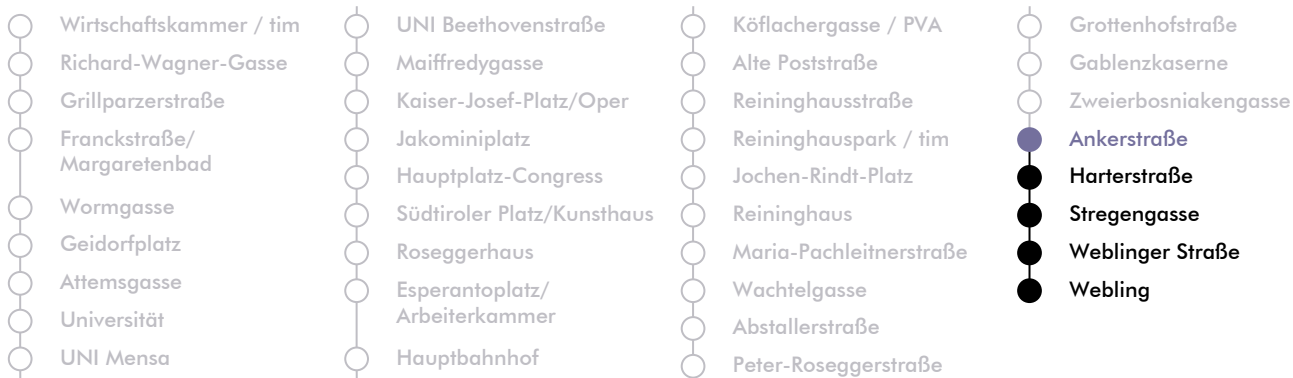 Wirtschaftskammer / tim
Richard-Wagner-Gasse
Grillparzerstraße
Franckstraße/
Margaretenbad
Wormgasse
Geidorfplatz
Attemsgasse
Universität
UNI Mensa
UNI Beethovenstraße
Maiffredygasse
Kaiser-Josef-Platz/Oper
Jakominiplatz
Hauptplatz-Congress
Südtiroler Platz/Kunsthaus
Roseggerhaus
Esperantoplatz/
Arbeiterkammer
Hauptbahnhof
Köflachergasse / PVA
Alte Poststraße
Reininghausstraße
Reininghauspark / tim
Jochen-Rindt-Platz
Reininghaus
Maria-Pachleitnerstraße
Wachtelgasse
Abstallerstraße
Peter-Roseggerstraße
Grottenhofstraße
Gablenzkaserne
Zweierbosniakengasse
Ankerstraße
Harterstraße
Stregengasse
Weblinger Straße
Webling